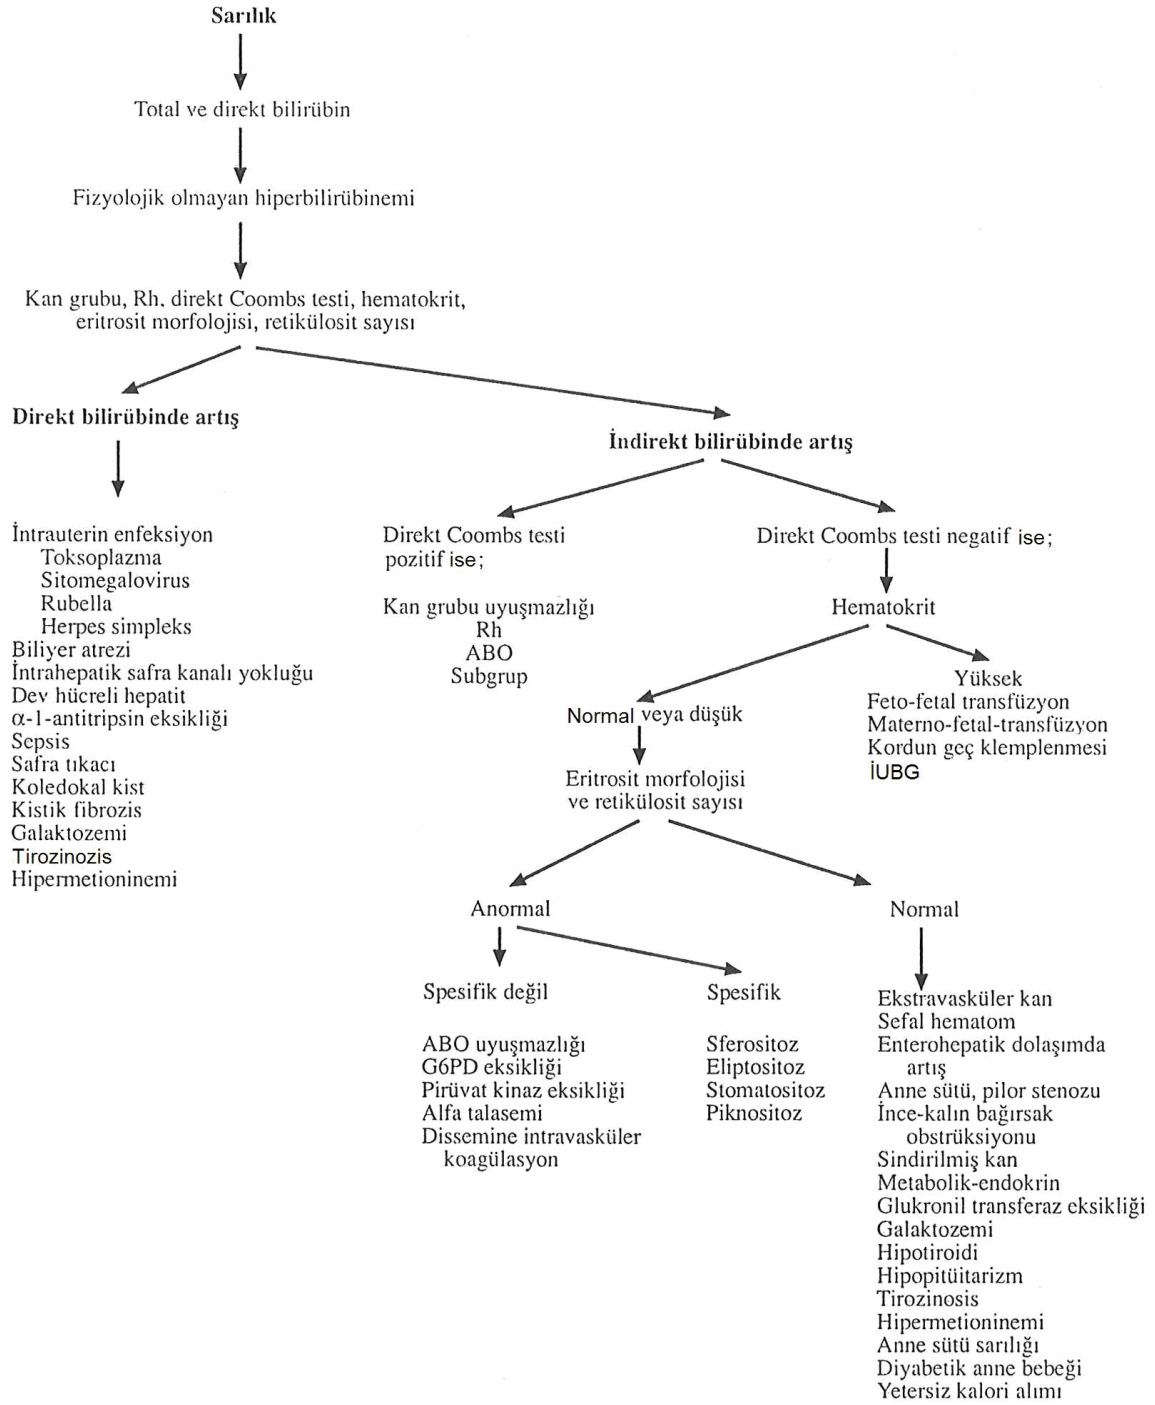 Sarılık
Total ve direkt bilirübin
Fizyolojik olmayan hiperbilirübinemi
Kan grubu, Rh. direkt Coombs testi, hematokrit,
eritrosit morfolojisi, retikülosit sayısı
Direkt bilirübinde artış
İntrauterin enfeksiyon
Toksoplazma
Sitomegalovirus
Rubella
Herpes simpleks
Biliyer atrezi
İntrahepatik safra kanalı yokluğu
Dev hücreli hepatit
α-1-antitripsin eksikliği
Sepsis
Safra tıkacı
Koledokal kist
Kistik fibrozis
Galaktozemi
Tirozinozis
Hipermetioninemi
İndirekt bilirübinde artış
Direkt Coombs testi
pozitif ise;
Kan grubu uyuşmazlığı
Rh
ABO
Subgrup
Direkt Coombs testi negatif ise;
Hematokrit
Yüksek
Feto-fetal transfüzyon
Materno-fetal-transfüzyon
Kordun geç klemplenmesi
İUBG
Normal veya düşük
Eritrosit morfolojisi
ve retikülosit sayısı
Anormal
Spesifik değil
ABO uyuşmazlığı
G6PD eksikliği
Pirüvat kinaz eksikliği
Alfa talasemi
Dissemine intravasküler
koagülasyon
Spesifik
Sferositoz
Eliptositoz
Stomatositoz
Piknositoz
Normal
Ekstravasküler kan
Sefal hematom
Enterohepatik dolaşımda
artış
Anne sütü, pilor stenozu
İnce-kalın bağırsak
obstrüksiyonu
Sindirilmiş kan
Metabolik-endokrin
Glukronil transferaz eksikliği
Galaktozemi
Hipotiroidi
Hipopitüitarizm
Tirozinosis
Hipermetioninemi
Anne sütü sarılığı
Diyabetik anne bebeği
Yetersiz kalori alımı